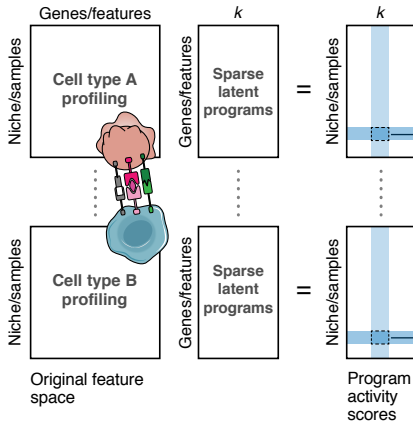 Genes/features
k
k
Niche/samples
Cell type A
profiling
Genes/features
Sparse
latent
programs
=
Niche/samples
Niche/samples
Cell type B
profiling
Genes/features
Sparse
latent
programs
=
Niche/samples
Original feature
space
Program
activity
scores